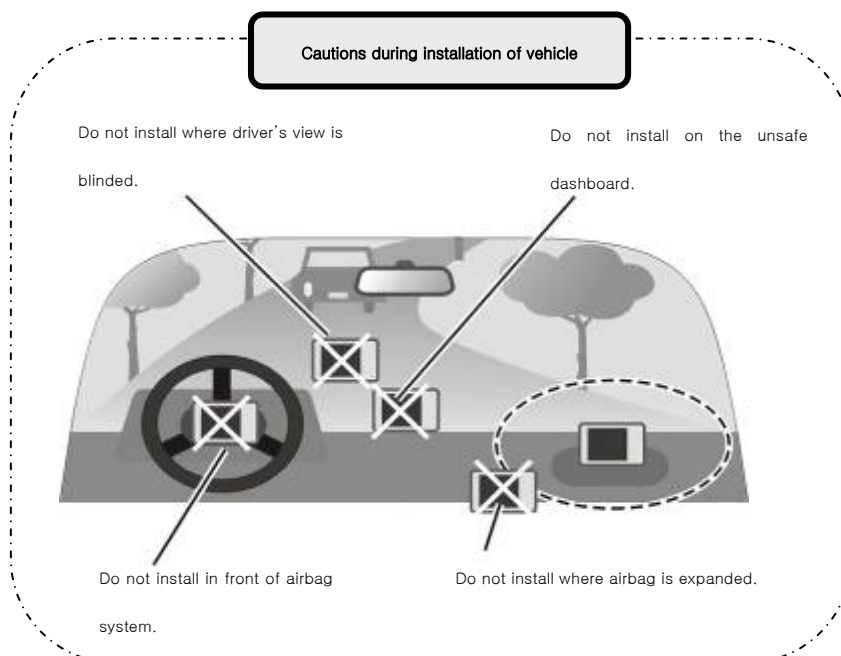 Cautions during installation of vehicle
Do not install where driver's view is
blinded.
Do not install on the unsafe
dashboard.
Do not install in front of airbag
system.
Do not install where airbag is expanded.